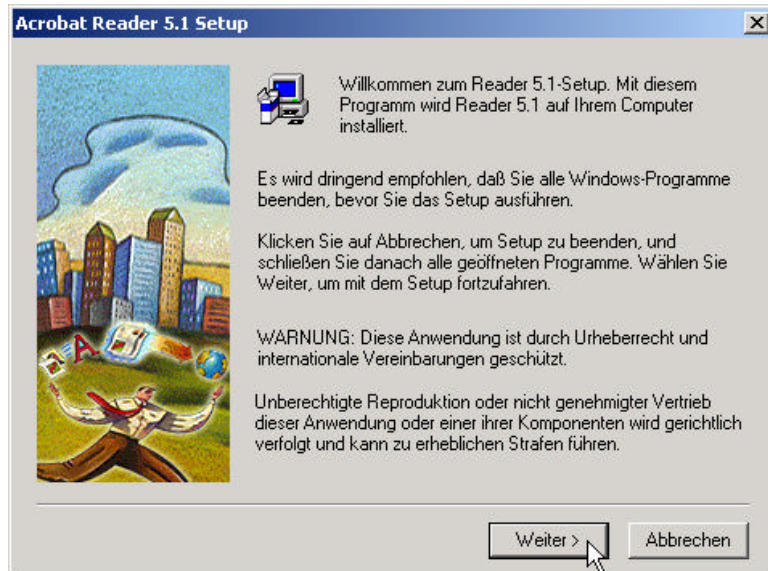 Acrobat Reader 5.1 Setup
Willkommen zum Reader 5.1-Setup. Mit diesem
Programm wird Reader 5.1 auf Ihrem Computer
installiert.
Es wird dringend empfohlen, daß Sie alle Windows-Programme
beenden, bevor Sie das Setup ausführen.
Klicken Sie auf Abbrechen, um Setup zu beenden, und
schließen Sie danach alle geöffneten Programme. Wählen Sie
Weiter, um mit dem Setup fortzufahren.
WARNUNG: Diese Anwendung ist durch Urheberrecht und
internationale Vereinbarungen geschützt.
Unberechtigte Reproduktion oder nicht genehmigter Vertrieb
dieser Anwendung oder einer ihrer Komponenten wird gerichtlich
verfolgt und kann zu erheblichen Strafen führen.
A
Weiter >
Abbrechen